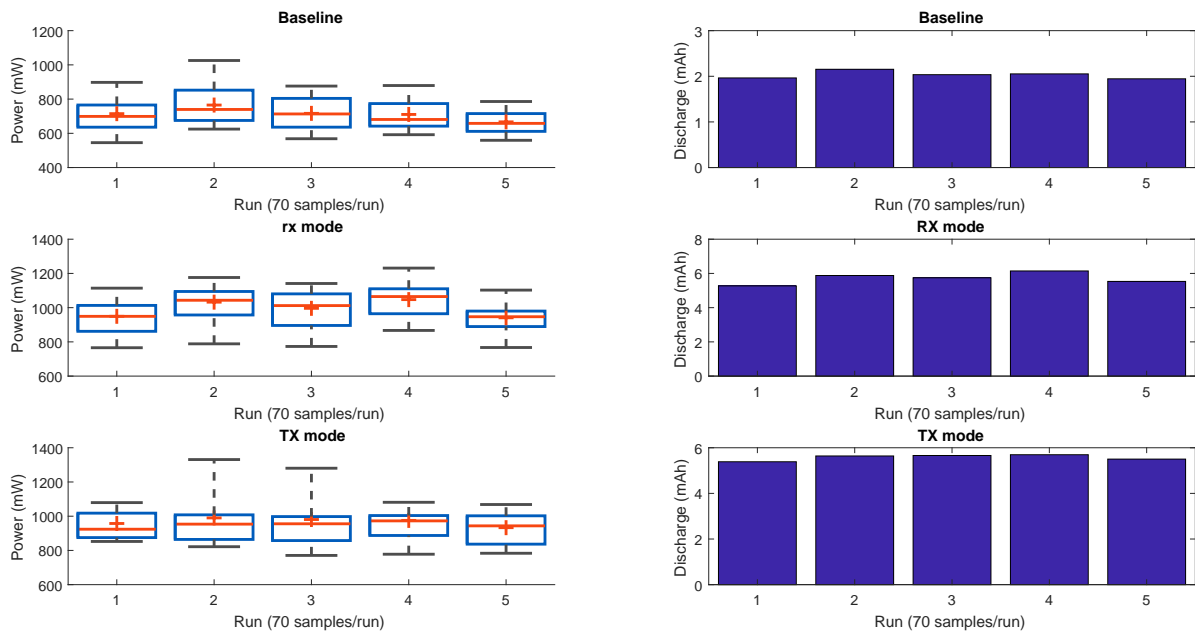 Baseline
1200
1000
800
600
400
Power (mW)
1 2 3 4 5
Run (70 samples/run)
rx mode
1400
1200
1000
800
600
Power (mW)
1 2 3 4 5
Run (70 samples/run)
TX mode
1400
1200
1000
800
600
Power (mW)
1 2 3 4 5
Run (70 samples/run)
Baseline
3
2
1
0
Discharge (mAh)
1 2 3 4 5
Run (70 samples/run)
RX mode
8
6
4
2
0
Discharge (mAh)
1 2 3 4 5
Run (70 samples/run)
TX mode
6
4
2
0
Discharge (mAh)
1 2 3 4 5
Run (70 samples/run)